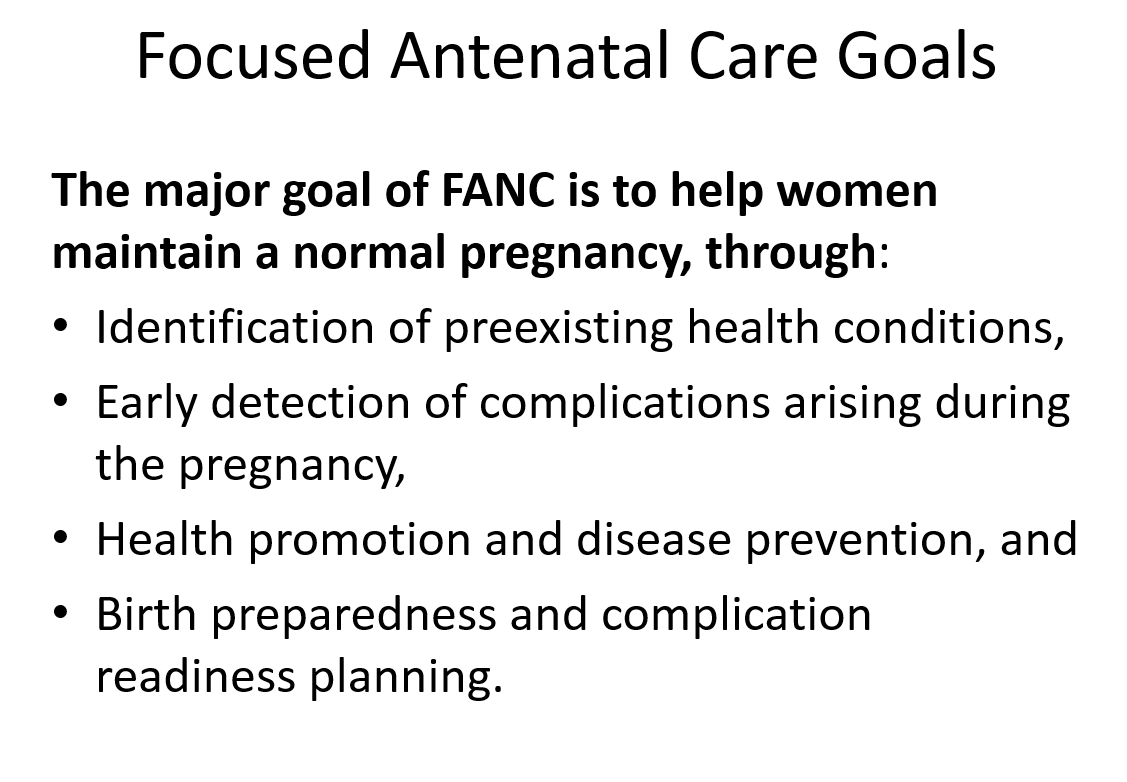 Focused Antenatal Care Goals
The major goal of FANC is to help women
maintain a normal pregnancy, through:
• Identification of preexisting health conditions,
• Early detection of complications arising during
the pregnancy,
• Health promotion and disease prevention, and
• Birth preparedness and complication
readiness planning.